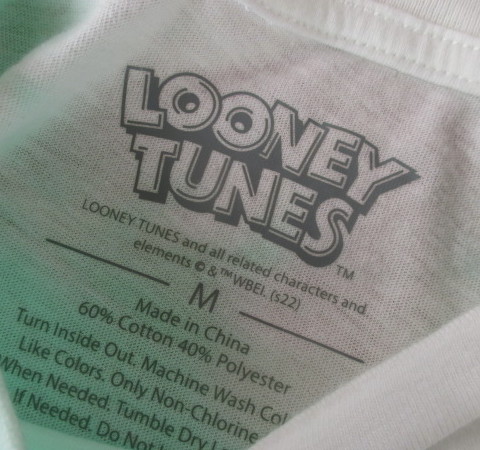 LOONEY
TUNES
TM
LOONEY TUNES and all related characters and
elements © & ™ WBEI. (s22)
M
Made in China
60% Cotton 40% Polyester
Turn Inside Out. Machine Wash Col
Like Colors. Only Non-Chlorine
When Needed. Tumble Dry L
If Needed. Do Not